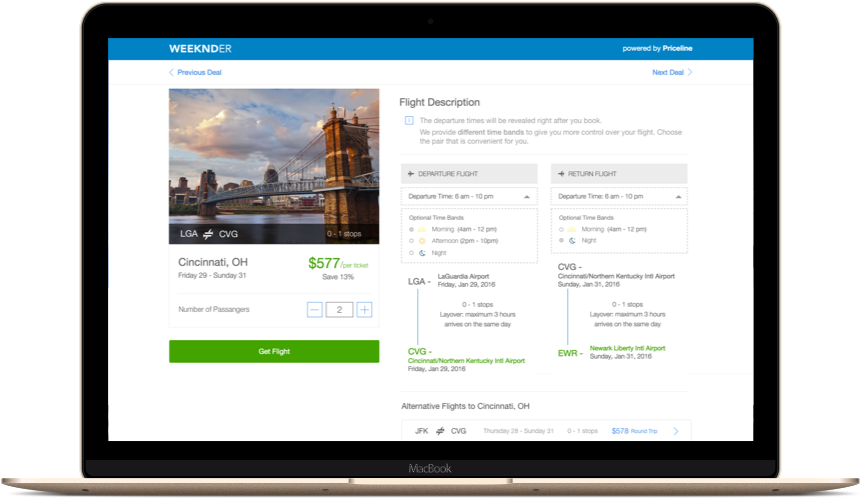 WEEKNDER
powered by Priceline
Previous Deal
Next Deal
LGA CVG
0 - 1 stops
Cincinnati, OH
$577/per ticket
Friday 29 - Sunday 31
Save 13%
Number of Passangers
2
Get Flight
Flight Description
The departure times will be revealed right after you book.
We provide different time bands to give you more control over your flight. Choose
the pair that is convenient for you.
DEPARTURE FLIGHT
Departure Time: 6 am - 10 pm
Optional Time Bands
Morning (4am - 12 pm)
Afternoon (2pm - 10pm)
Night
LGA -
LaGuardia Airport
Friday, Jan 29, 2016
0 - 1 stops
Layover: maximum 3 hours
arrives on the same day
CVG -
Cincinnati/Northern Kentucky Intl Airport
Friday, Jan 29, 2016
RETURN FLIGHT
Departure Time: 6 am - 10 pm
Optional Time Bands
Morning (4am - 12 pm)
Night
CVG -
Cincinnati/Northern Kentucky Intl Airport
Sunday, Jan 31, 2016
0 - 1 stops
Layover: maximum 3 hours
arrives on the same day
EWR -
Newark Liberty Intl Airport
Sunday, Jan 31, 2016
Alternative Flights to Cincinnati, OH
JFK CVG Thursday 28 - Sunday 31 0 - 1 stops $578 Round Trip
MacBook